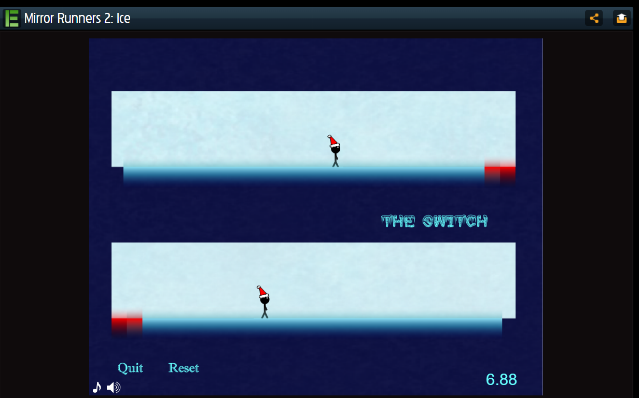 Mirror Runners 2: Ice
THE SWITCH
Quit Reset
6.88